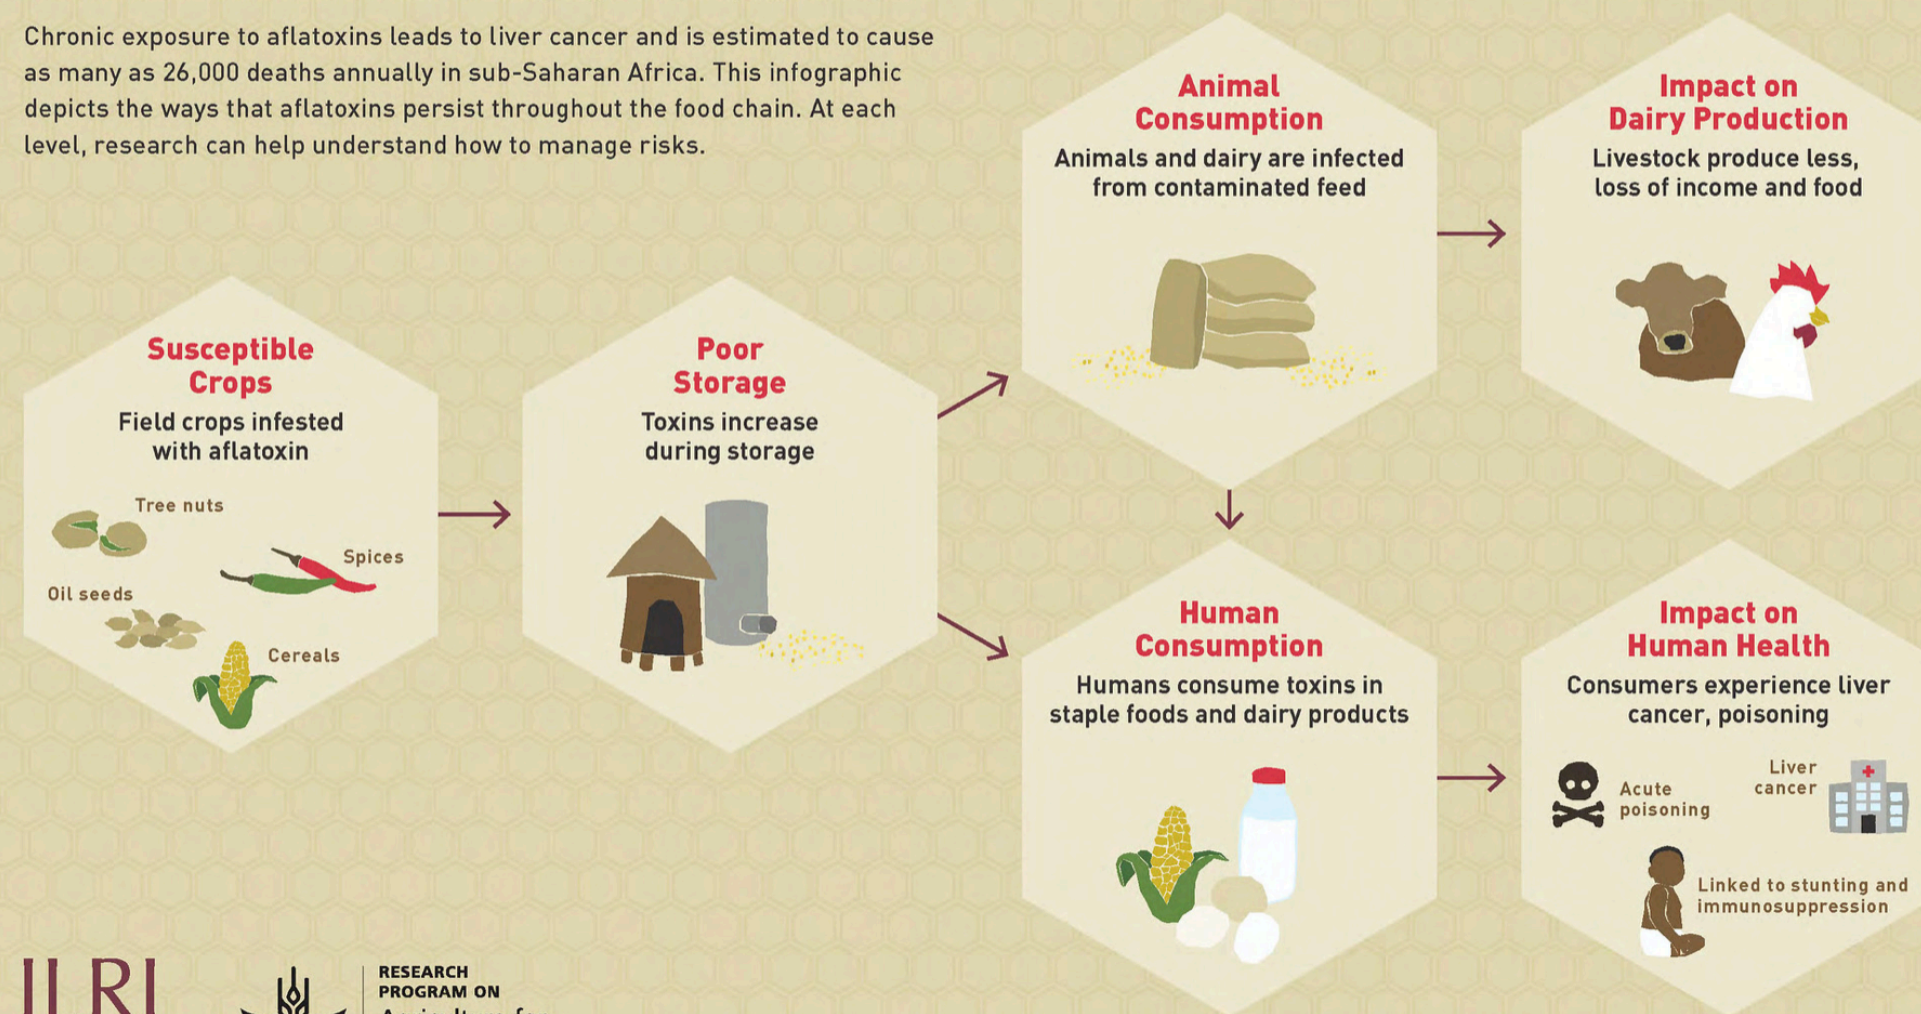 Chronic exposure to aflatoxins leads to liver cancer and is estimated to cause
as many as 26,000 deaths annually in sub-Saharan Africa. This infographic
depicts the ways that aflatoxins persist throughout the food chain. At each
level, research can help understand how to manage risks.
Susceptible
Crops
Field crops infested
with aflatoxin
Tree nuts
Spices
Oil seeds
Cereals
Poor
Storage
Toxins increase
during storage
Animal
Consumption
Animals and dairy are infected
from contaminated feed
Impact on
Dairy Production
Livestock produce less,
loss of income and food
Human
Consumption
Humans consume toxins in
staple foods and dairy products
Impact on
Human Health
Consumers experience liver
cancer, poisoning
Acute
poisoning
Liver
cancer
Linked to stunting and
immunosuppression
ILRI
RESEARCH
PROGRAM ON